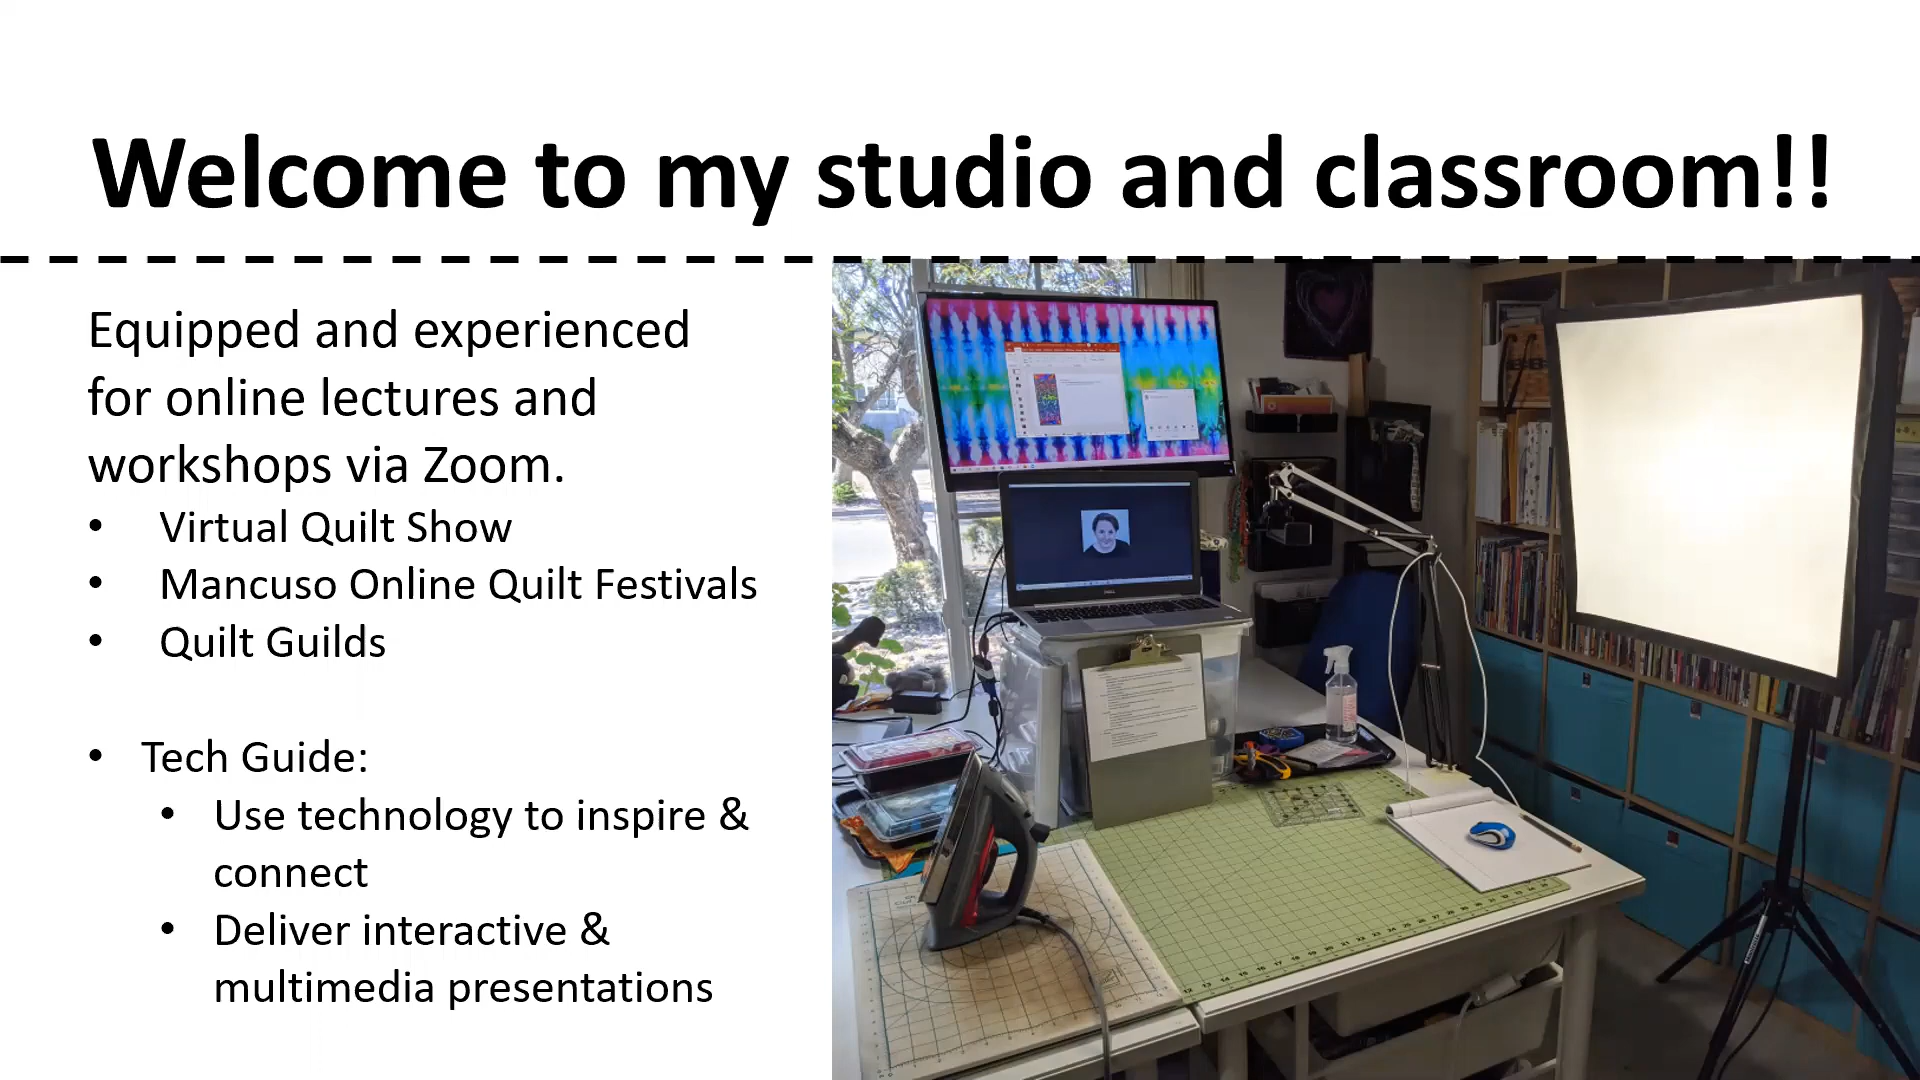 Welcome to my studio and classroom!!
Equipped and experienced
for online lectures and
workshops via Zoom.
• Virtual Quilt Show
• Mancuso Online Quilt Festivals
• Quilt Guilds
• Tech Guide:
• Use technology to inspire &
connect
• Deliver interactive &
multimedia presentations